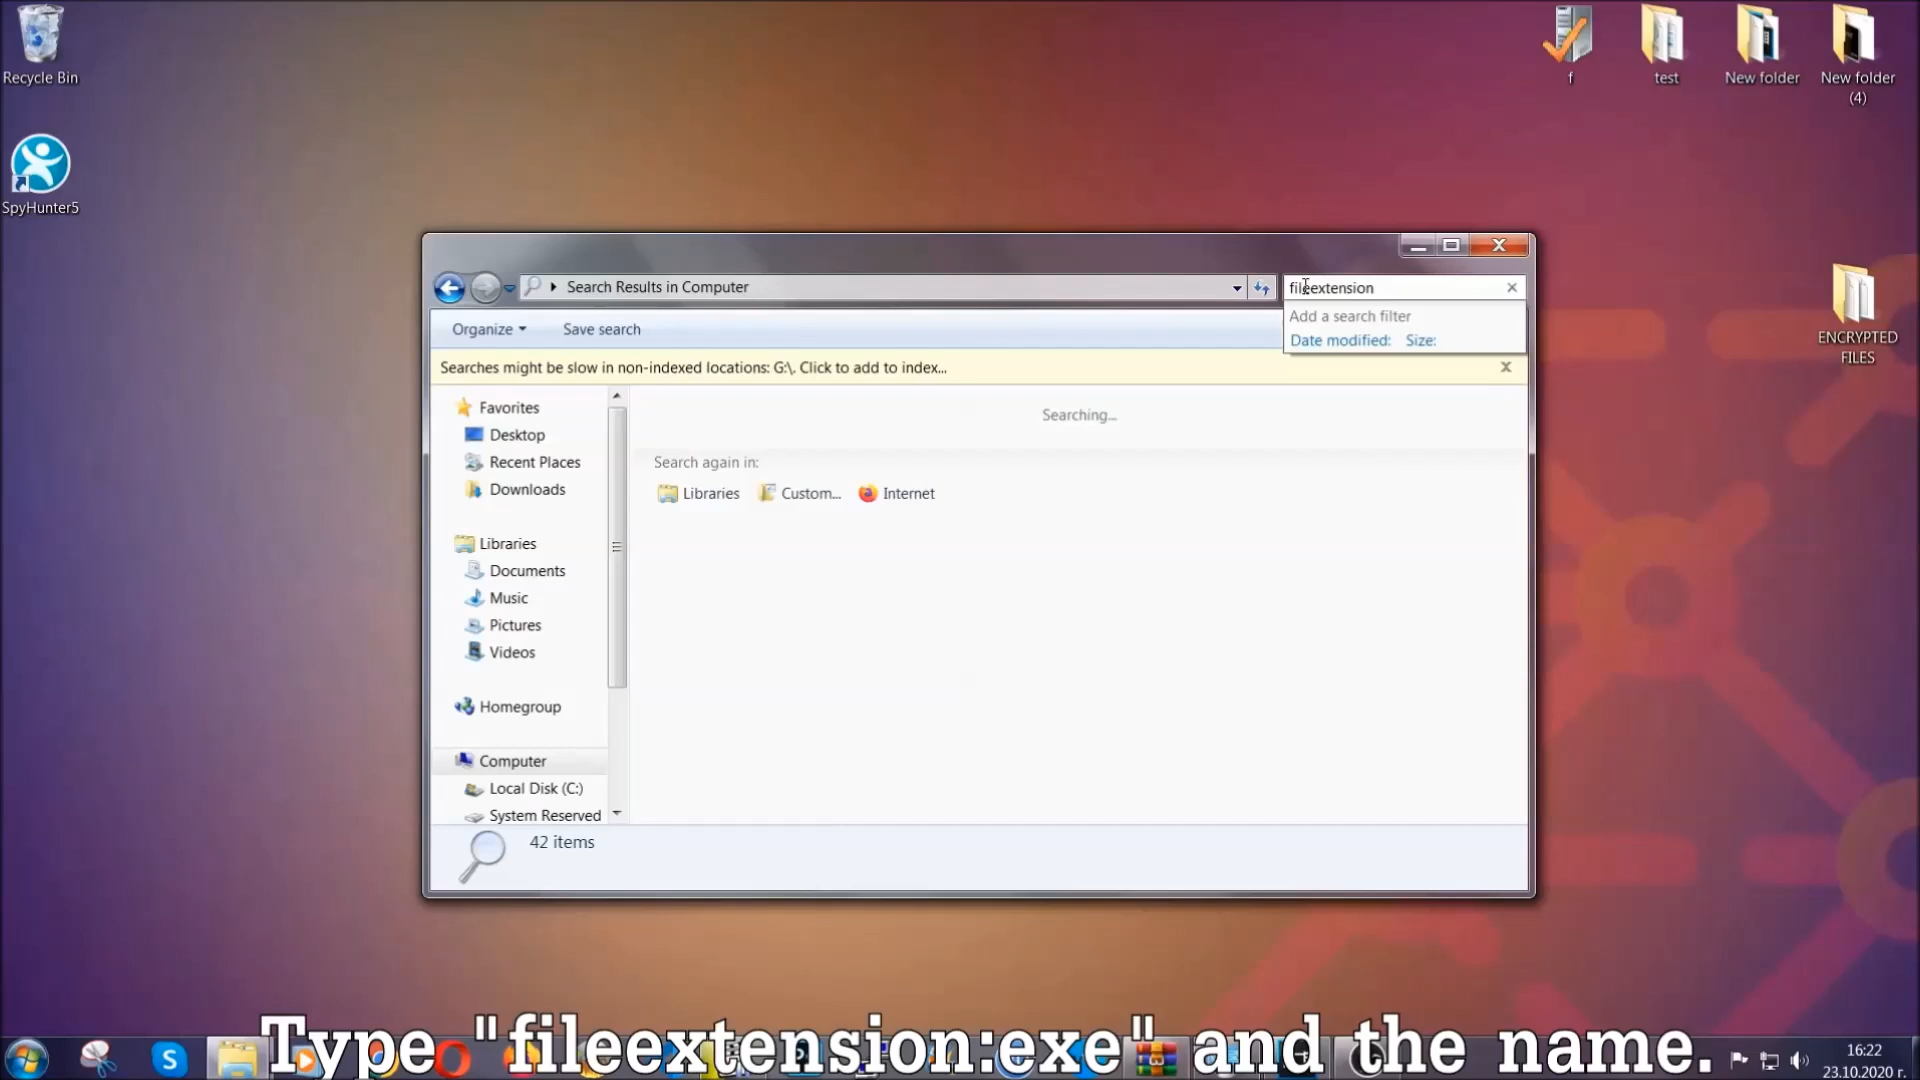 Recycle Bin
SpyHunter5
f
test
New folder
New folder
(4)
ENCRYPTED
FILES
Search Results in Computer
fileextension
Add a search filter
Date modified: Size:
Organize
Save search
Searches might be slow in non-indexed locations: G:\. Click to add to index...
Favorites
Desktop
Recent Places
Downloads
Libraries
Documents
Music
Pictures
Videos
Homegroup
Computer
Local Disk (C:)
System Reserved
Searching...
Search again in:
Libraries
Custom...
Internet
42 items
Type "fileextension:exe" and the name.
16:22
23.10.2020 г.